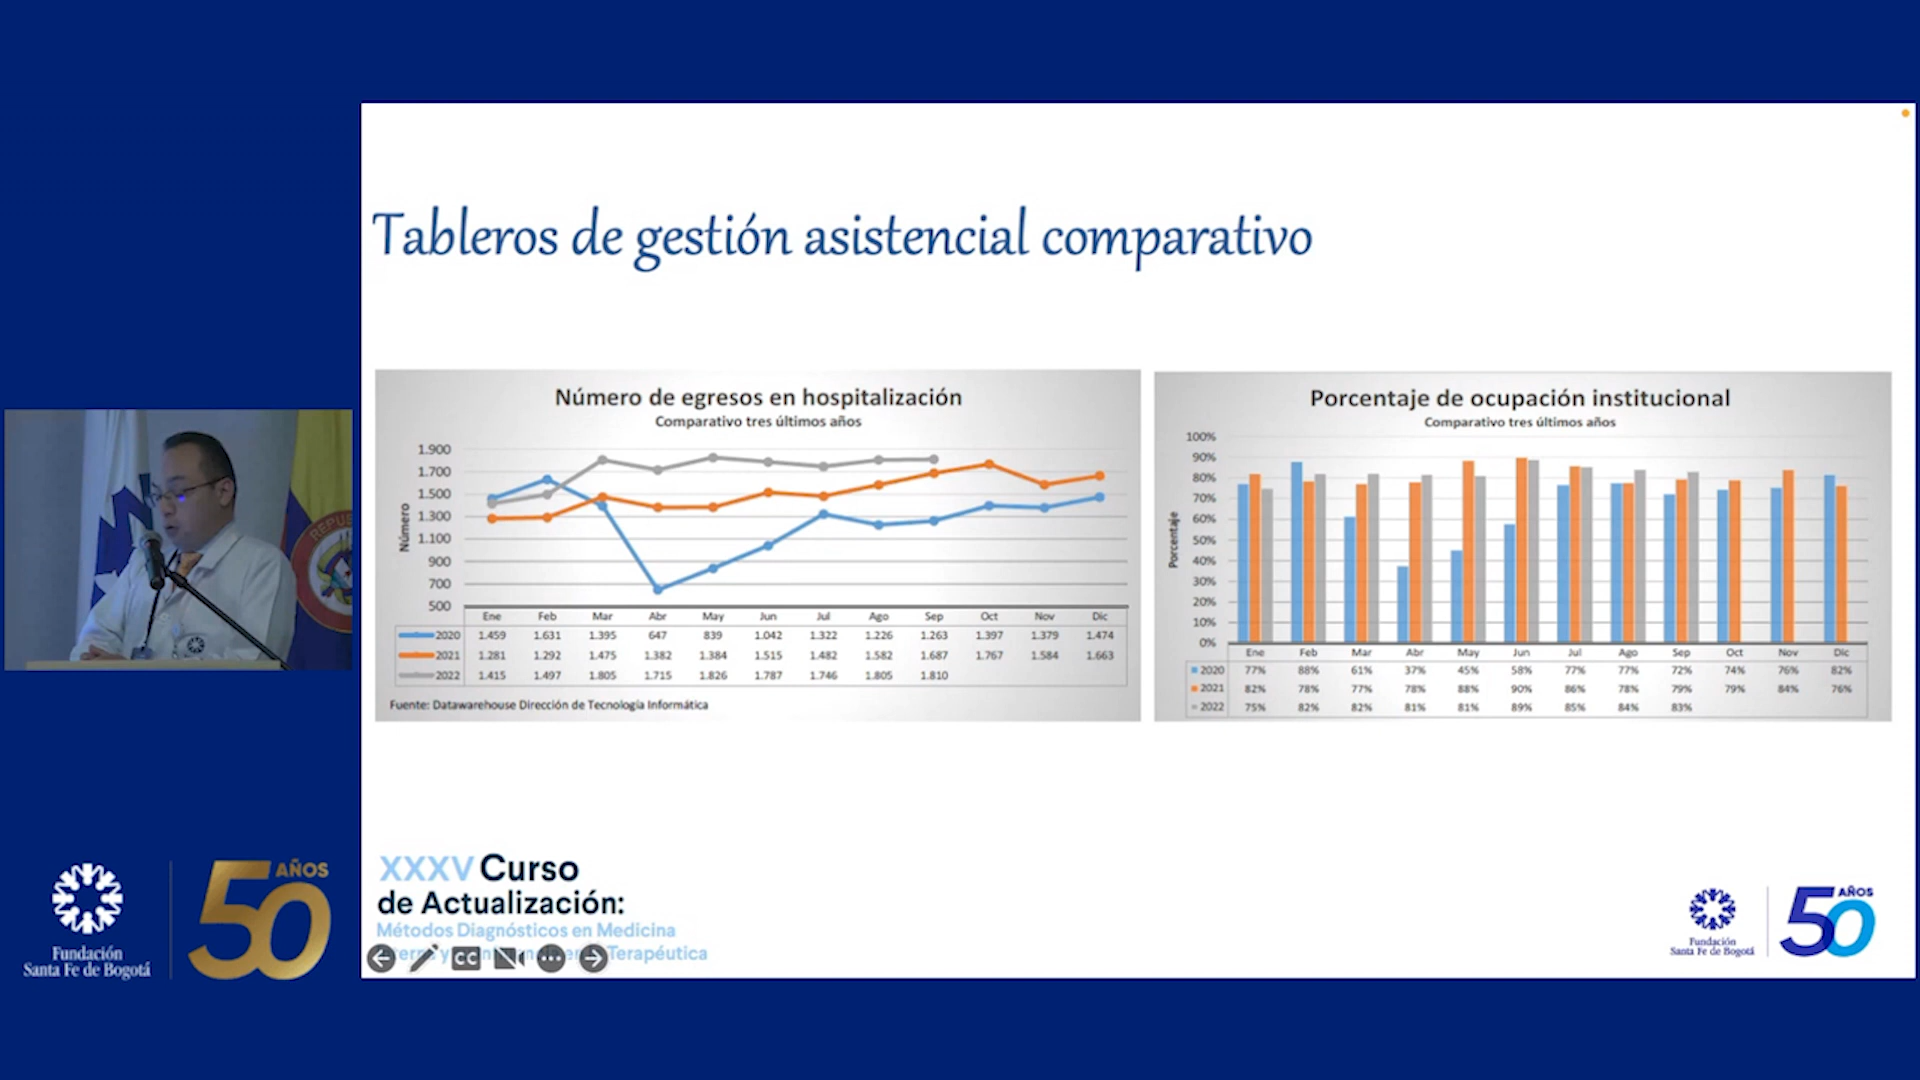 Tableros de gestión asistencial comparativo
Número de egresos en hospitalización
Comparativo tres últimos años
Número
1.900
1.700
1.500
1.300
1.100
900
700
500
Ene Feb Mar Abr May Jun Jul Ago Sep Oct Nov Dic
2020 1.459 1.631 1.395 647 839 1.042 1.322 1.226 1.263 1.397 1.379 1.474
2021 1.281 1.292 1.475 1.382 1.384 1.515 1.482 1.582 1.687 1.767 1.584 1.663
2022 1.415 1.497 1.805 1.715 1.826 1.787 1.746 1.805 1.810
Fuente: Datawarehouse Dirección de Tecnología Informática
Porcentaje de ocupación institucional
Comparativo tres últimos años
Porcentaje
100%
90%
80%
70%
60%
50%
40%
30%
20%
10%
0%
Ene Feb Mar Abr May Jun Jul Ago Sep Oct Nov Dic
2020 77% 88% 61% 37% 45% 58% 77% 77% 72% 74% 76% 82%
2021 82% 78% 77% 78% 88% 90% 86% 78% 79% 79% 84% 76%
2022 75% 82% 82% 81% 81% 89% 85% 84% 83%
REPUB
XXXV Curso
de Actualización:
Métodos Diagnósticos en Medicina
Terapéutica
CC
Fundación
Santa Fe de Bogotá
50 AÑOS
Fundación
Santa Fe de Bogotá
50 AÑOS